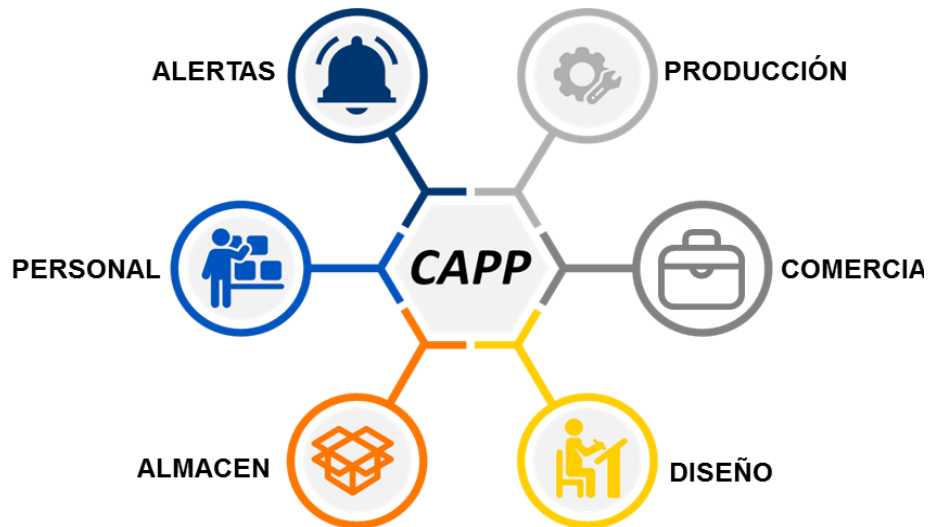 ALERTAS
PRODUCCIÓN
PERSONAL
CAPP
COMERCIA
ALMACEN
DISEÑO